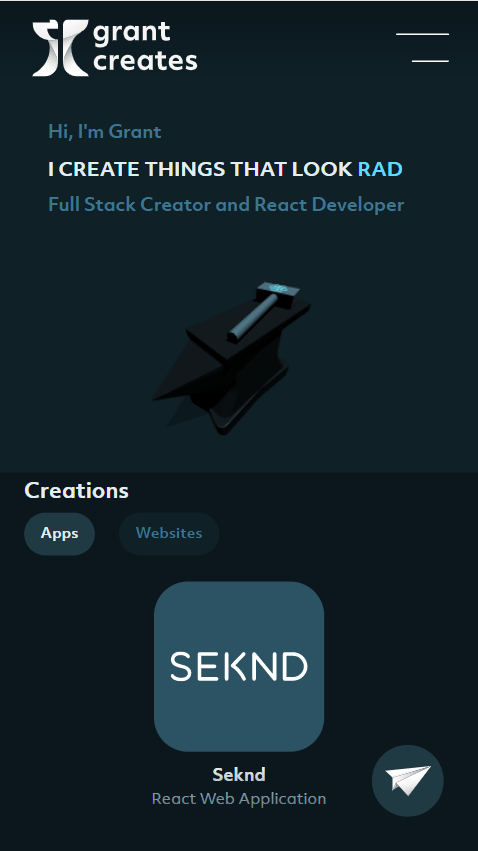 grant
creates
Hi, I'm Grant
I CREATE THINGS THAT LOOK RAD
Full Stack Creator and React Developer
Creations
Apps
Websites
SEKND
Seknd
React Web Application